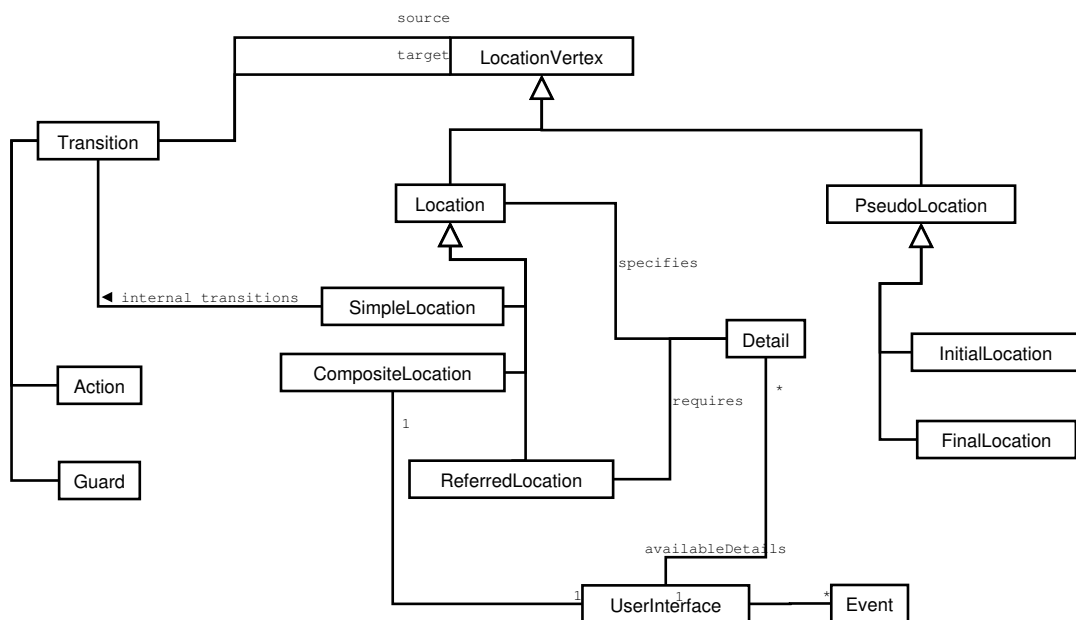 source
target
LocationVertex
Transition
Location
PseudoLocation
specifies
◄ internal transitions
SimpleLocation
Detail
InitialLocation
CompositeLocation
Action
*
requires
1
FinalLocation
ReferredLocation
Guard
availableDetails
1
UserInterface
1
*
Event